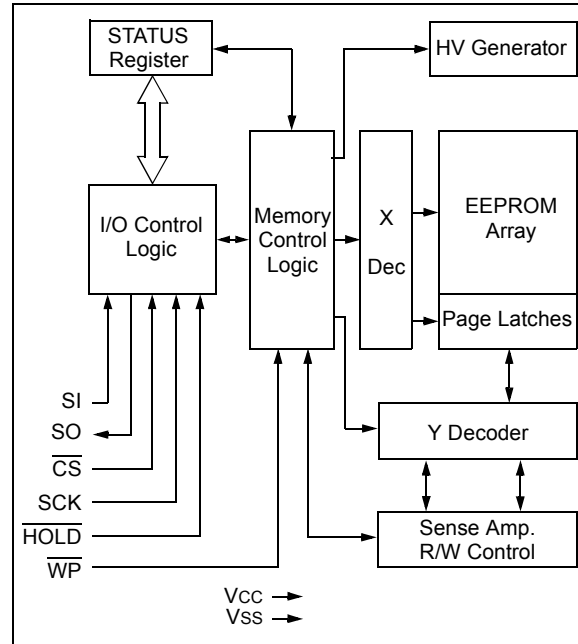 STATUS
Register
HV Generator
I/O Control
Logic
Memory
Control
Logic
X
Dec
EEPROM
Array
Page Latches
SI
SO
CS
SCK
HOLD
WP
Y Decoder
Sense Amp.
R/W Control
VCC
VSS